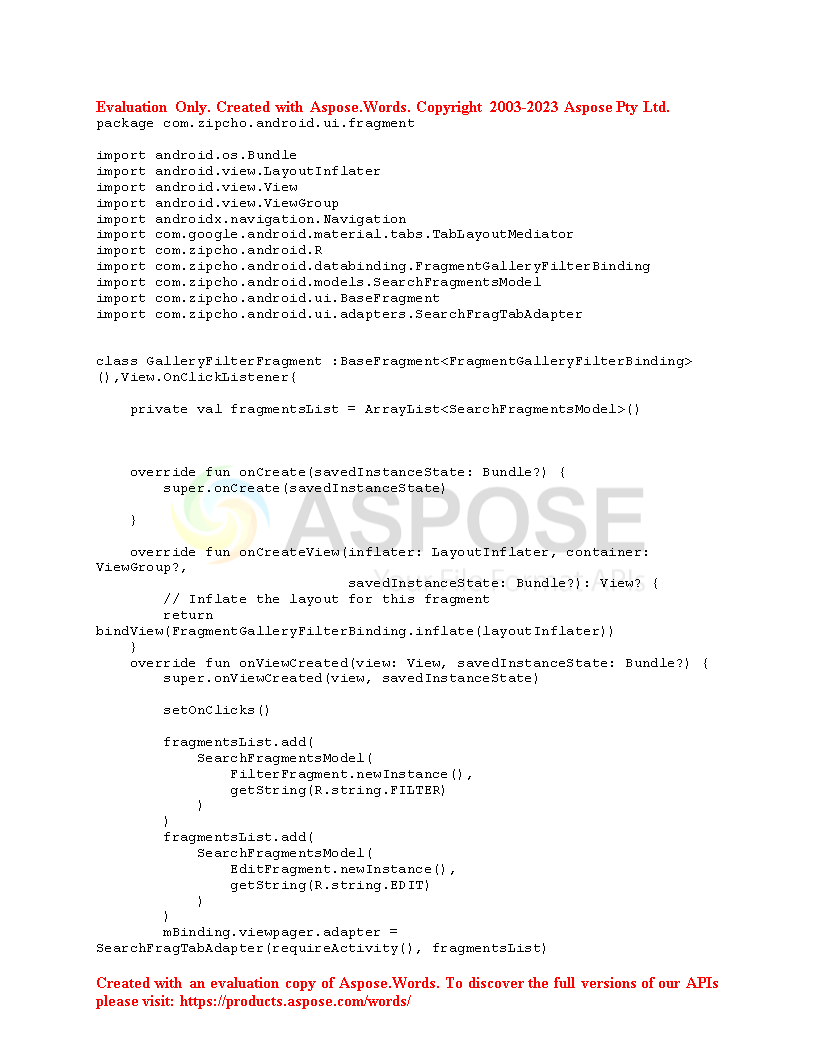 Evaluation Only. Created with Aspose.Words. Copyright 2003-2023 Aspose Pty Ltd.
package com.zipcho.android.ui.fragment
import android.os.Bundle
import android.view.LayoutInflater
import android.view.View
import android.view.ViewGroup
import androidx.navigation.Navigation
import com.google.android.material.tabs.TabLayoutMediator
import com.zipcho.android.R
import com.zipcho.android.databinding.FragmentGalleryFilterBinding
import com.zipcho.android.models.SearchFragmentsModel
import com.zipcho.android.ui.BaseFragment
import com.zipcho.android.ui.adapters.SearchFragTabAdapter
class GalleryFilterFragment :BaseFragment<FragmentGalleryFilterBinding>
(),View.OnClickListener{
    private val fragmentsList = ArrayList<SearchFragmentsModel>()
    override fun onCreate(savedInstanceState: Bundle?) {
        super.onCreate(savedInstanceState)
ASPOSE
    }
    override fun onCreateView(inflater: LayoutInflater, container:
ViewGroup?,
                              savedInstanceState: Bundle?): View? {
Your File Format APIs
        // Inflate the layout for this fragment
        return
bindView(FragmentGalleryFilterBinding.inflate(layoutInflater))
    }
    override fun onViewCreated(view: View, savedInstanceState: Bundle?) {
        super.onViewCreated(view, savedInstanceState)
        setOnClicks()
        fragmentsList.add(
            SearchFragmentsModel(
                FilterFragment.newInstance(),
                getString(R.string.FILTER)
            )
        )
        fragmentsList.add(
            SearchFragmentsModel(
                EditFragment.newInstance(),
                getString(R.string.EDIT)
            )
        )
        mBinding.viewpager.adapter =
SearchFragTabAdapter(requireActivity(), fragmentsList)
Created with an evaluation copy of Aspose.Words. To discover the full versions of our APIs
please visit: https://products.aspose.com/words/